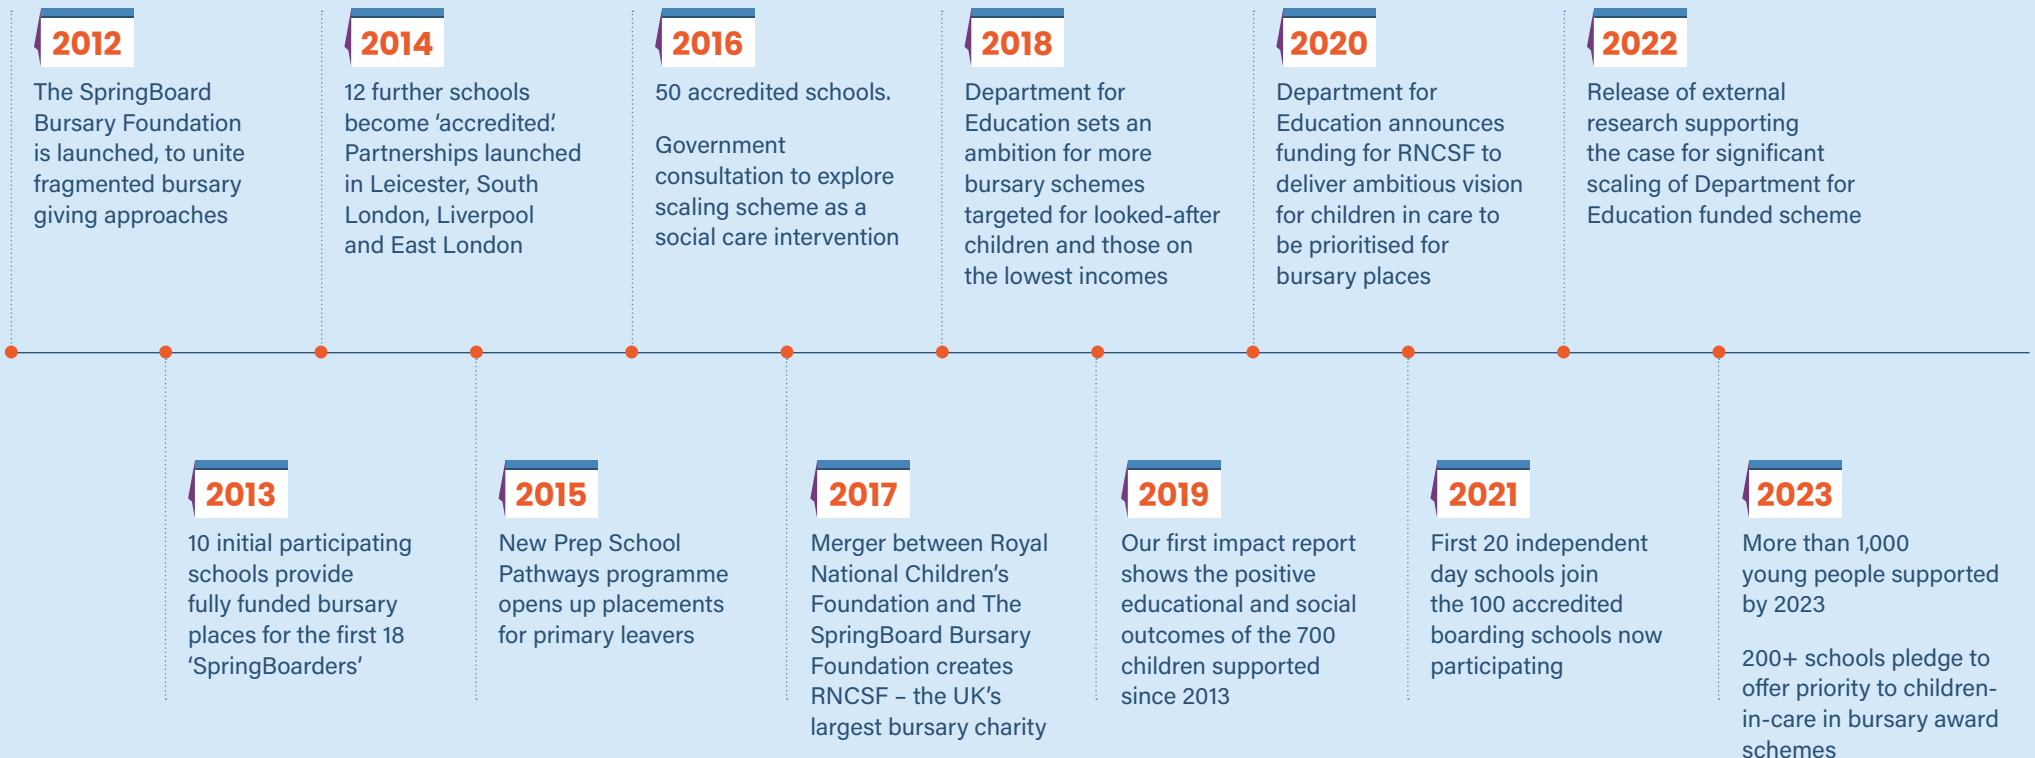 2012
The SpringBoard
Bursary Foundation
is launched, to unite
fragmented bursary
giving approaches
2013
10 initial participating
schools provide
fully funded bursary
places for the first 18
‘SpringBoarders’
2014
12 further schools
become ‘accredited’.
Partnerships launched
in Leicester, South
London, Liverpool
and East London
2015
New Prep School
Pathways programme
opens up placements
for primary leavers
2016
50 accredited schools.
Government
consultation to explore
scaling scheme as a
social care intervention
2017
Merger between Royal
National Children’s
Foundation and The
SpringBoard Bursary
Foundation creates
RNCSF – the UK’s
largest bursary charity
2018
Department for
Education sets an
ambition for more
bursary schemes
targeted for looked-after
children and those on
the lowest incomes
2019
Our first impact report
shows the positive
educational and social
outcomes of the 700
children supported
since 2013
2020
Department for
Education announces
funding for RNCSF to
deliver ambitious vision
for children in care to
be prioritised for
bursary places
2021
First 20 independent
day schools join
the 100 accredited
boarding schools now
participating
2022
Release of external
research supporting
the case for significant
scaling of Department for
Education funded scheme
2023
More than 1,000
young people supported
by 2023
200+ schools pledge to
offer priority to children-
in-care in bursary award
schemes